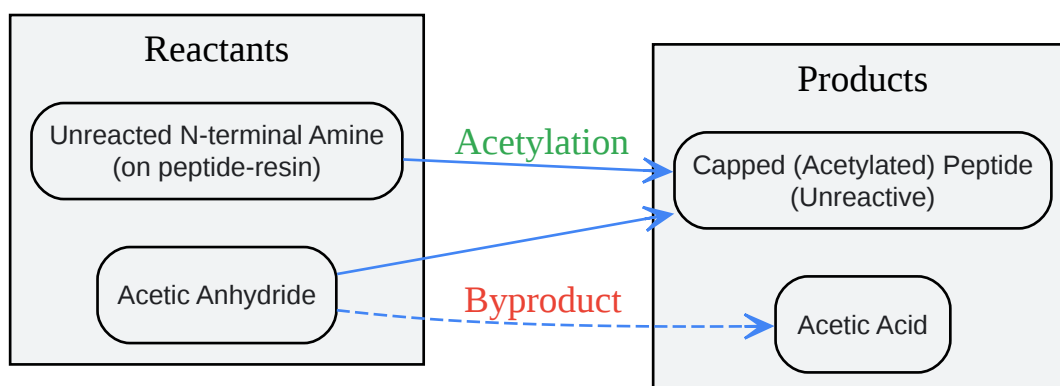 Reactants
Unreacted N-terminal Amine
(on peptide-resin)
Acetic Anhydride
Acetylation
Byproduct
Products
Capped (Acetylated) Peptide
(Unreactive)
Acetic Acid